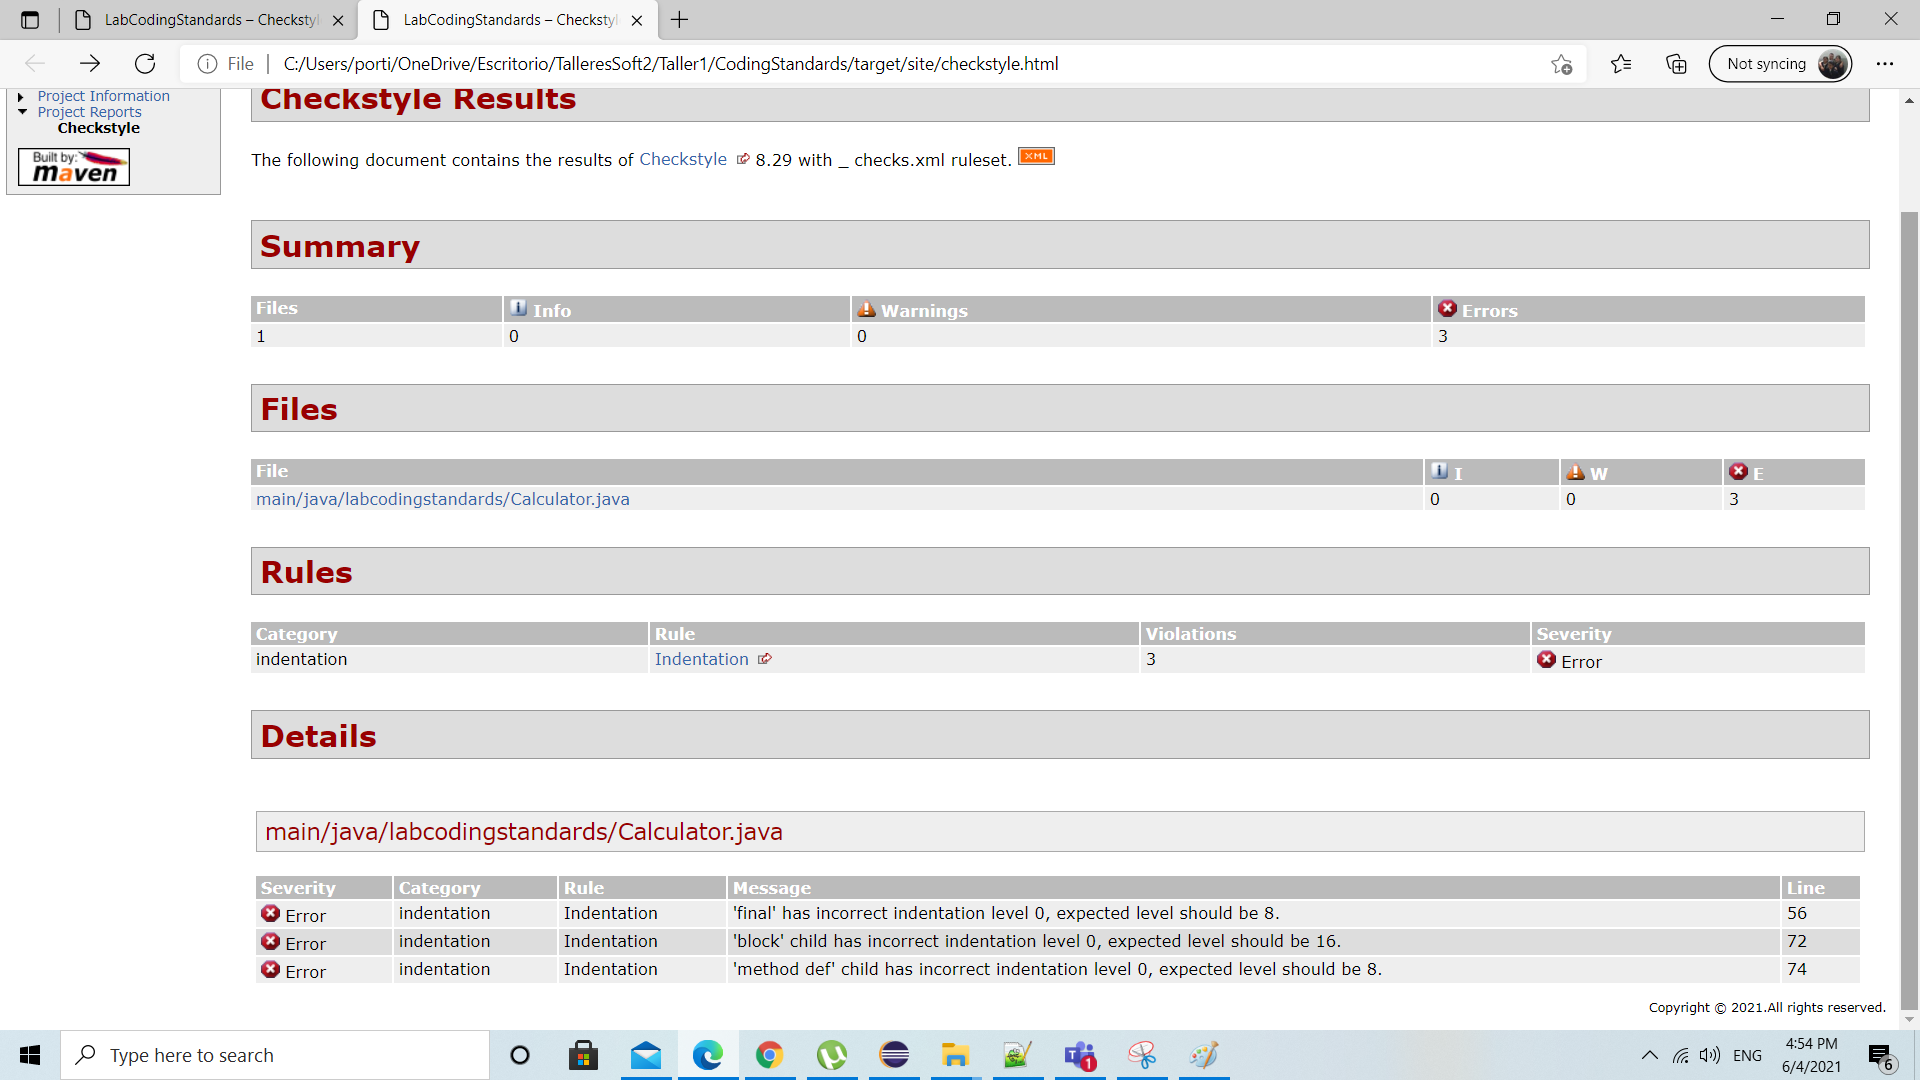 LabCodingStandards – Checksty
LabCodingStandards – Checkstyl
File
C:/Users/porti/OneDrive/Escritorio/TalleresSoft2/Taller1/CodingStandards/target/site/checkstyle.html
Not syncing
Project Information
Project Reports
Checkstyle
Built by:
maven
Checkstyle Results
The following document contains the results of Checkstyle 8.29 with _ checks.xml ruleset. XML
Summary
Files Info Warnings Errors
1 0 0 3
Files
File I W E
main/java/labcodingstandards/Calculator.java 0 0 3
Rules
Category Rule Violations Severity
indentation Indentation 3 Error
Details
main/java/labcodingstandards/Calculator.java
Severity Category Rule Message Line
Error indentation Indentation 'final' has incorrect indentation level 0, expected level should be 8. 56
Error indentation Indentation 'block' child has incorrect indentation level 0, expected level should be 16. 72
Error indentation Indentation 'method def' child has incorrect indentation level 0, expected level should be 8. 74
Copyright © 2021.All rights reserved.
Type here to search
1
ENG
4:54 PM
6/4/2021
6